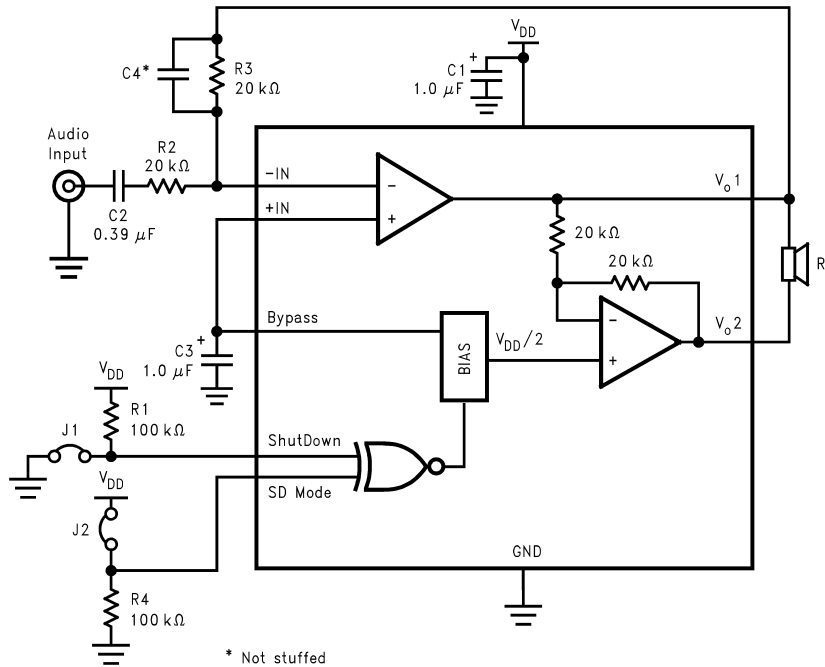 V_DD
C4*
R3
20 kΩ
C1
+
1.0 μF
Audio
Input
R2
20 kΩ
C2
0.39 μF
-IN
+IN
−
+
V_o1
20 kΩ
20 kΩ
R
−
+
V_o2
Bypass
BIAS
V_DD/2
+
C3
1.0 μF
V_DD
R1
100 kΩ
J1
ShutDown
V_DD
SD Mode
J2
R4
100 kΩ
GND
* Not stuffed